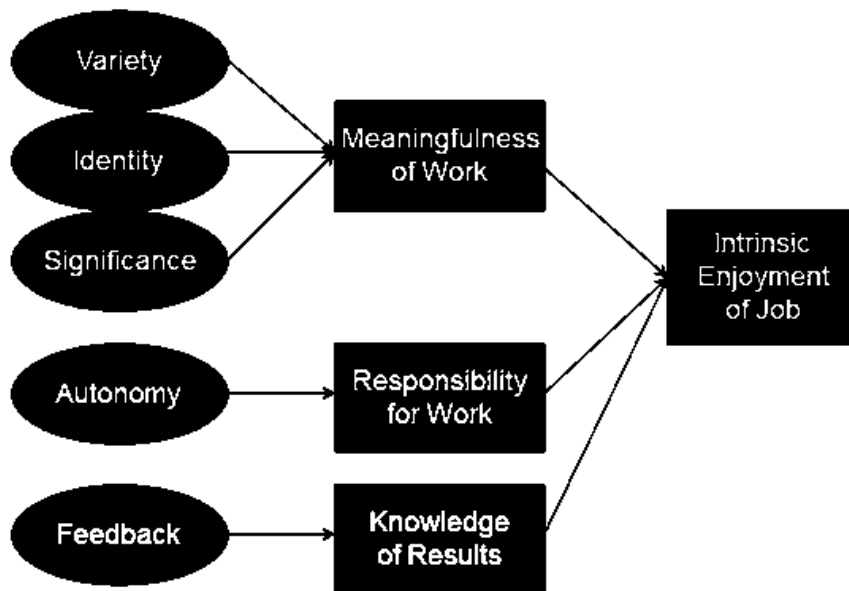 Variety
Identity
Significance
Autonomy
Feedback
Meaningfulness
of Work
Responsibility
for Work
Knowledge
of Results
Intrinsic
Enjoyment
of Job